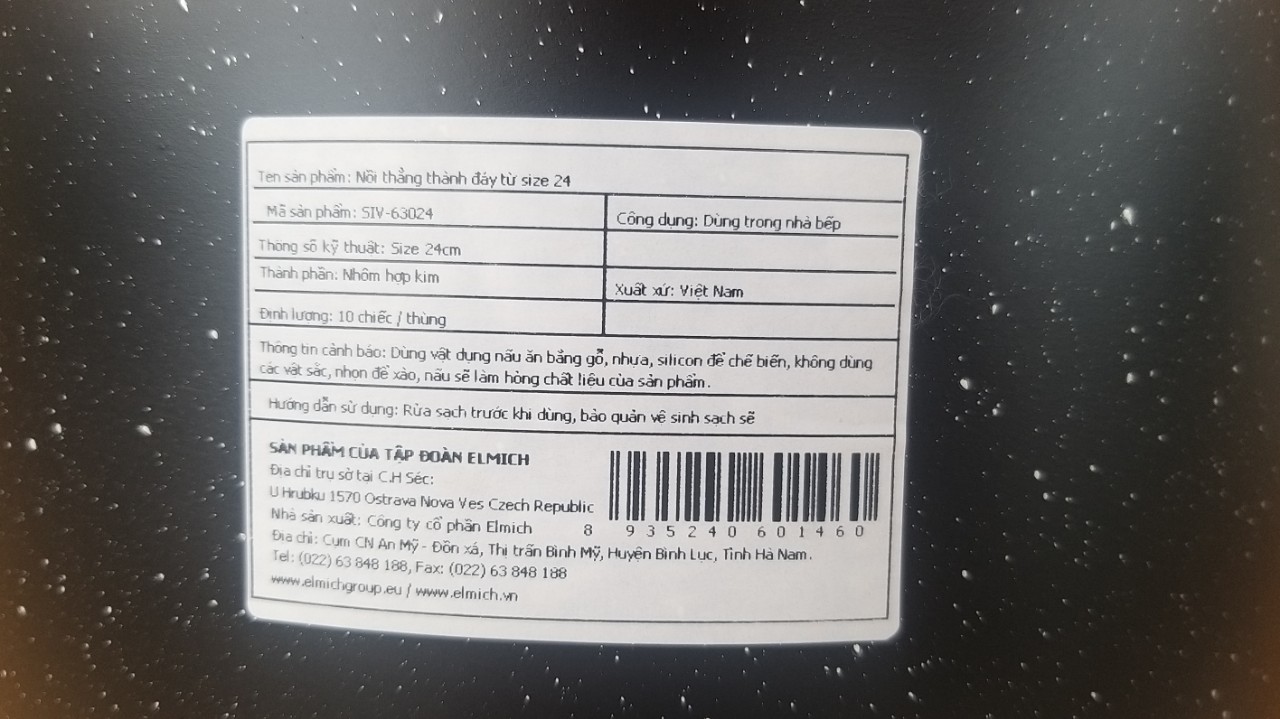 Tên sản phẩm: Nồi thẳng thành đáy từ size 24
Mã sản phẩm: SIV-63024
Công dụng: Dùng trong nhà bếp
Thông số kỹ thuật: Size 24cm
Thành phần: Nhôm hợp kim
Xuất xứ: Việt Nam
Định lượng: 10 chiếc / thùng
Thông tin cảnh báo: Dùng vật dụng nấu ăn bằng gỗ, nhựa, silicon để chế biến, không dùng
các vật sắc, nhọn để xào, nấu sẽ làm hỏng chất liệu của sản phẩm.
Hướng dẫn sử dụng: Rửa sạch trước khi dùng, bảo quản vệ sinh sạch sẽ
SẢN PHẨM CỦA TẬP ĐOÀN ELMICH
Địa chỉ trụ sở tại C.H Séc:
U Hrubku 1570 Ostrava Nova Ves Czech Republic
Nhà sản xuất: Công ty cổ phần Elmich
8 935240 601460
Địa chỉ: Cụm CN An Mỹ - Đồn xá, Thị trấn Bình Mỹ, Huyện Bình Lục, Tỉnh Hà Nam.
Tel: (022) 63 848 188, Fax: (022) 63 848 188
www.elmichgroup.eu / www.elmich.vn